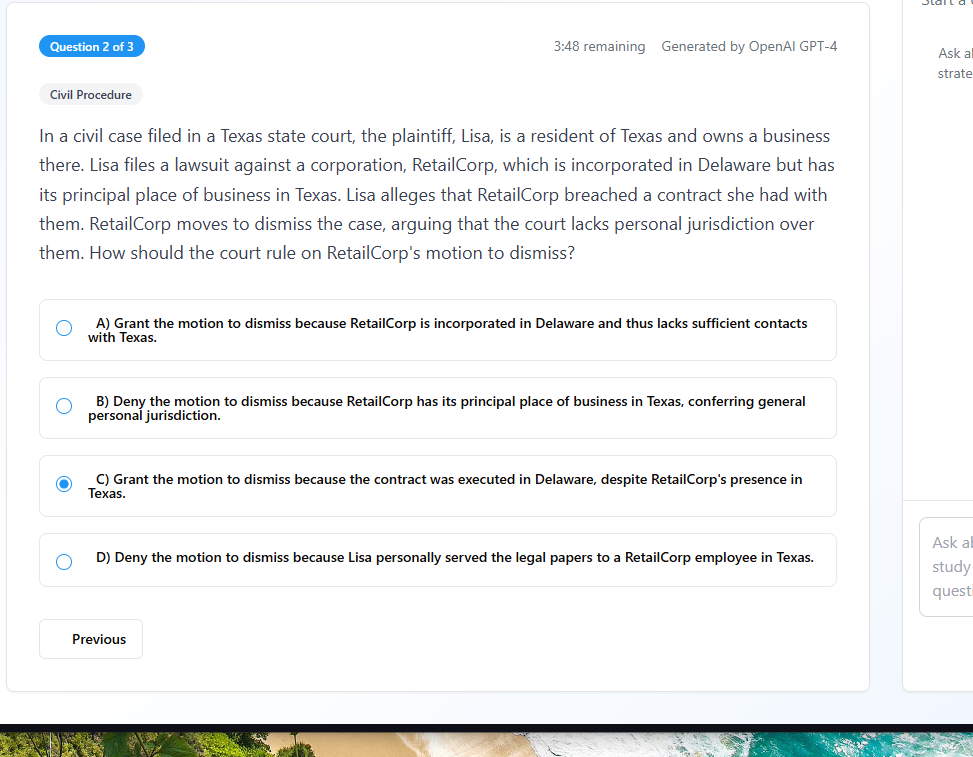 Start a
Question 2 of 3
3:48 remaining
Generated by OpenAI GPT-4
Ask
Civil Procedure
In a civil case filed in a Texas state court, the plaintiff, Lisa, is a resident of Texas and owns a business
there. Lisa files a lawsuit against a corporation, RetailCorp, which is incorporated in Delaware but has
its principal place of business in Texas. Lisa alleges that RetailCorp breached a contract she had with
them. RetailCorp moves to dismiss the case, arguing that the court lacks personal jurisdiction over
them. How should the court rule on RetailCorp's motion to dismiss?
A) Grant the motion to dismiss because RetailCorp is incorporated in Delaware and thus lacks sufficient contacts
with Texas.
B) Deny the motion to dismiss because RetailCorp has its principal place of business in Texas, conferring general
personal jurisdiction.
C) Grant the motion to dismiss because the contract was executed in Delaware, despite RetailCorp's presence in
Texas.
D) Deny the motion to dismiss because Lisa personally served the legal papers to a RetailCorp employee in Texas.
Previous
Ask
study